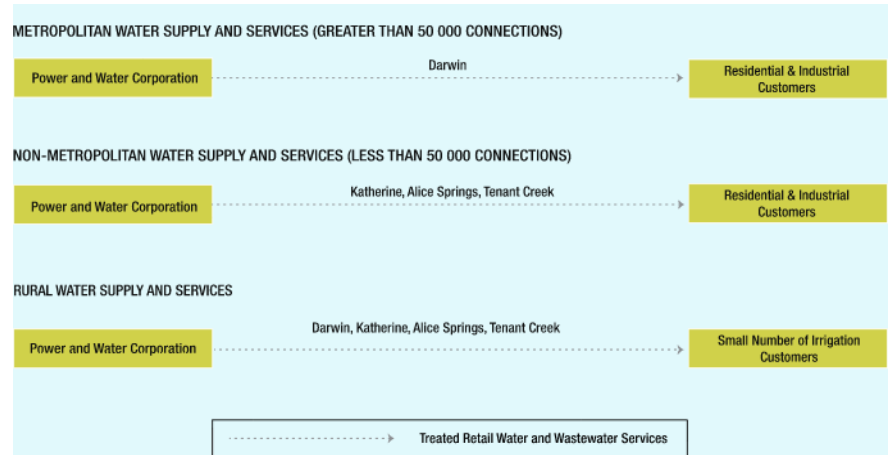 METROPOLITAN WATER SUPPLY AND SERVICES (GREATER THAN 50 000 CONNECTIONS)
Power and Water Corporation
Darwin
Residential & Industrial
Customers
NON-METROPOLITAN WATER SUPPLY AND SERVICES (LESS THAN 50 000 CONNECTIONS)
Power and Water Corporation
Katherine, Alice Springs, Tenant Creek
Residential & Industrial
Customers
RURAL WATER SUPPLY AND SERVICES
Power and Water Corporation
Darwin, Katherine, Alice Springs, Tenant Creek
Small Number of Irrigation
Customers
Treated Retail Water and Wastewater Services